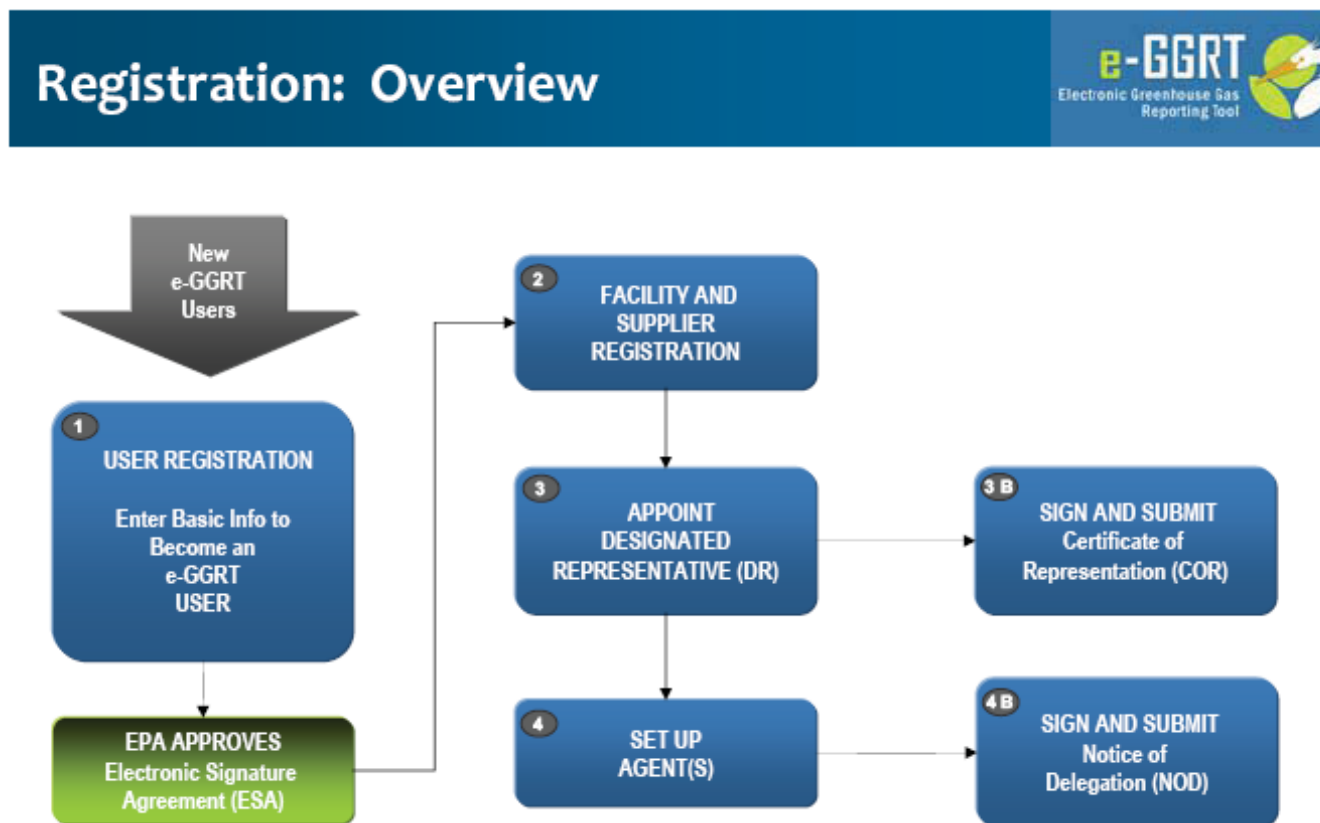 Registration: Overview
e-GGRT
Electronic Greenhouse Gas
Reporting Tool
New
e-GGRT
Users
1
USER REGISTRATION
Enter Basic Info to
Become an
e-GGRT
USER
EPA APPROVES
Electronic Signature
Agreement (ESA)
2
FACILITY AND
SUPPLIER
REGISTRATION
3
APPOINT
DESIGNATED
REPRESENTATIVE (DR)
3 B
SIGN AND SUBMIT
Certificate of
Representation (COR)
4
SET UP
AGENT(S)
4 B
SIGN AND SUBMIT
Notice of
Delegation (NOD)